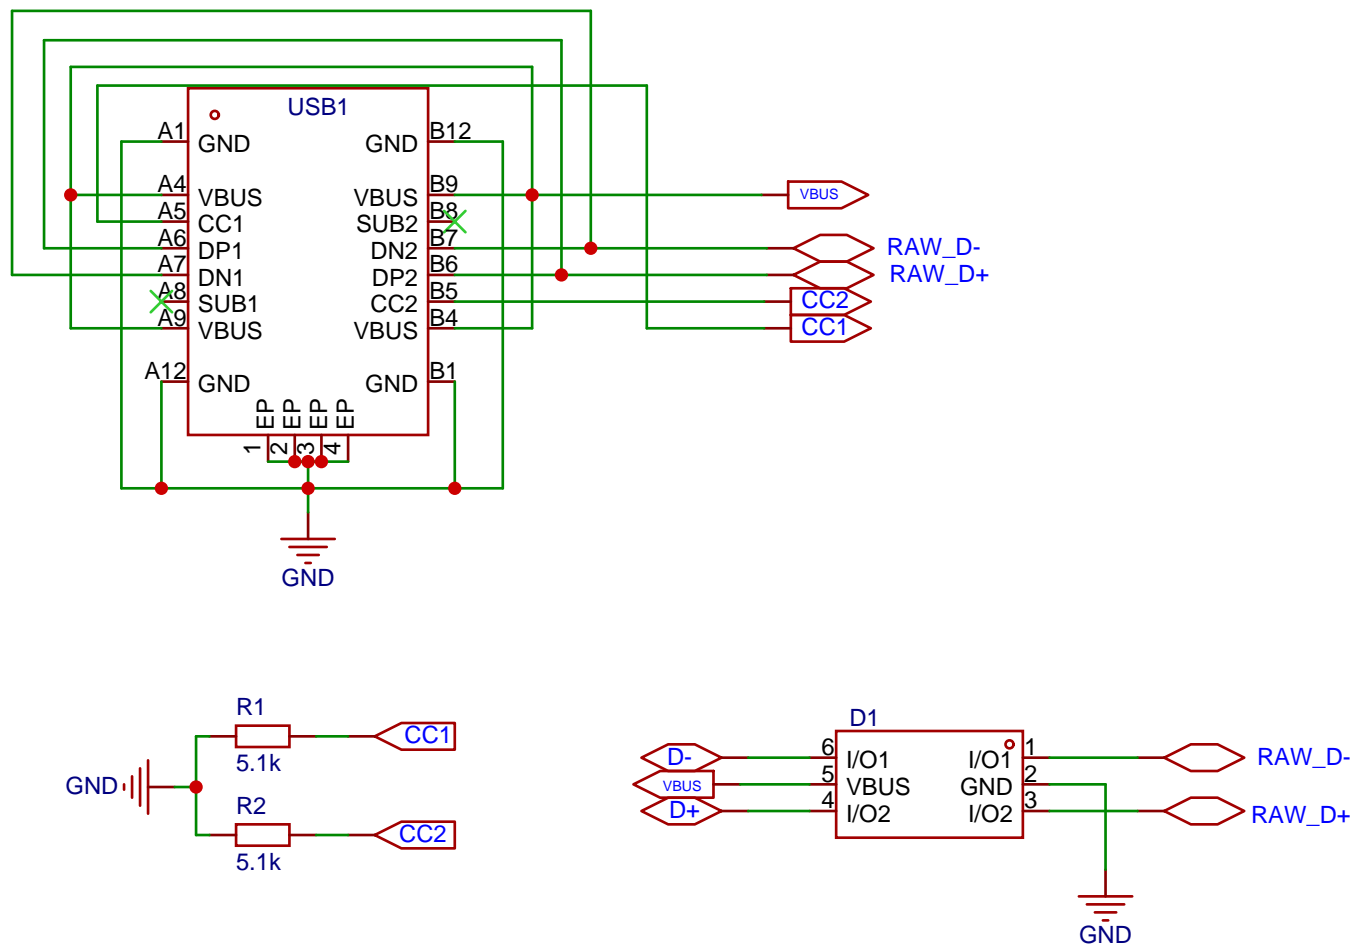 USB1
A1 GND GND B12
A4 VBUS VBUS B9 VBUS
A5 CC1 SUB2 B8
A6 DP1 DN2 B7 RAW_D-
A7 DN1 DP2 B6 RAW_D+
A8 SUB1 CC2 B5 CC2
A9 VBUS VBUS B4 CC1
A12 GND GND B1
EP EP EP EP
1 2 3 4
GND
R1
CC1
5.1k
GND
R2
CC2
5.1k
D1
D- 6 I/O1 I/O1 1 RAW_D-
VBUS 5 VBUS GND 2
D+ 4 I/O2 I/O2 3 RAW_D+
GND